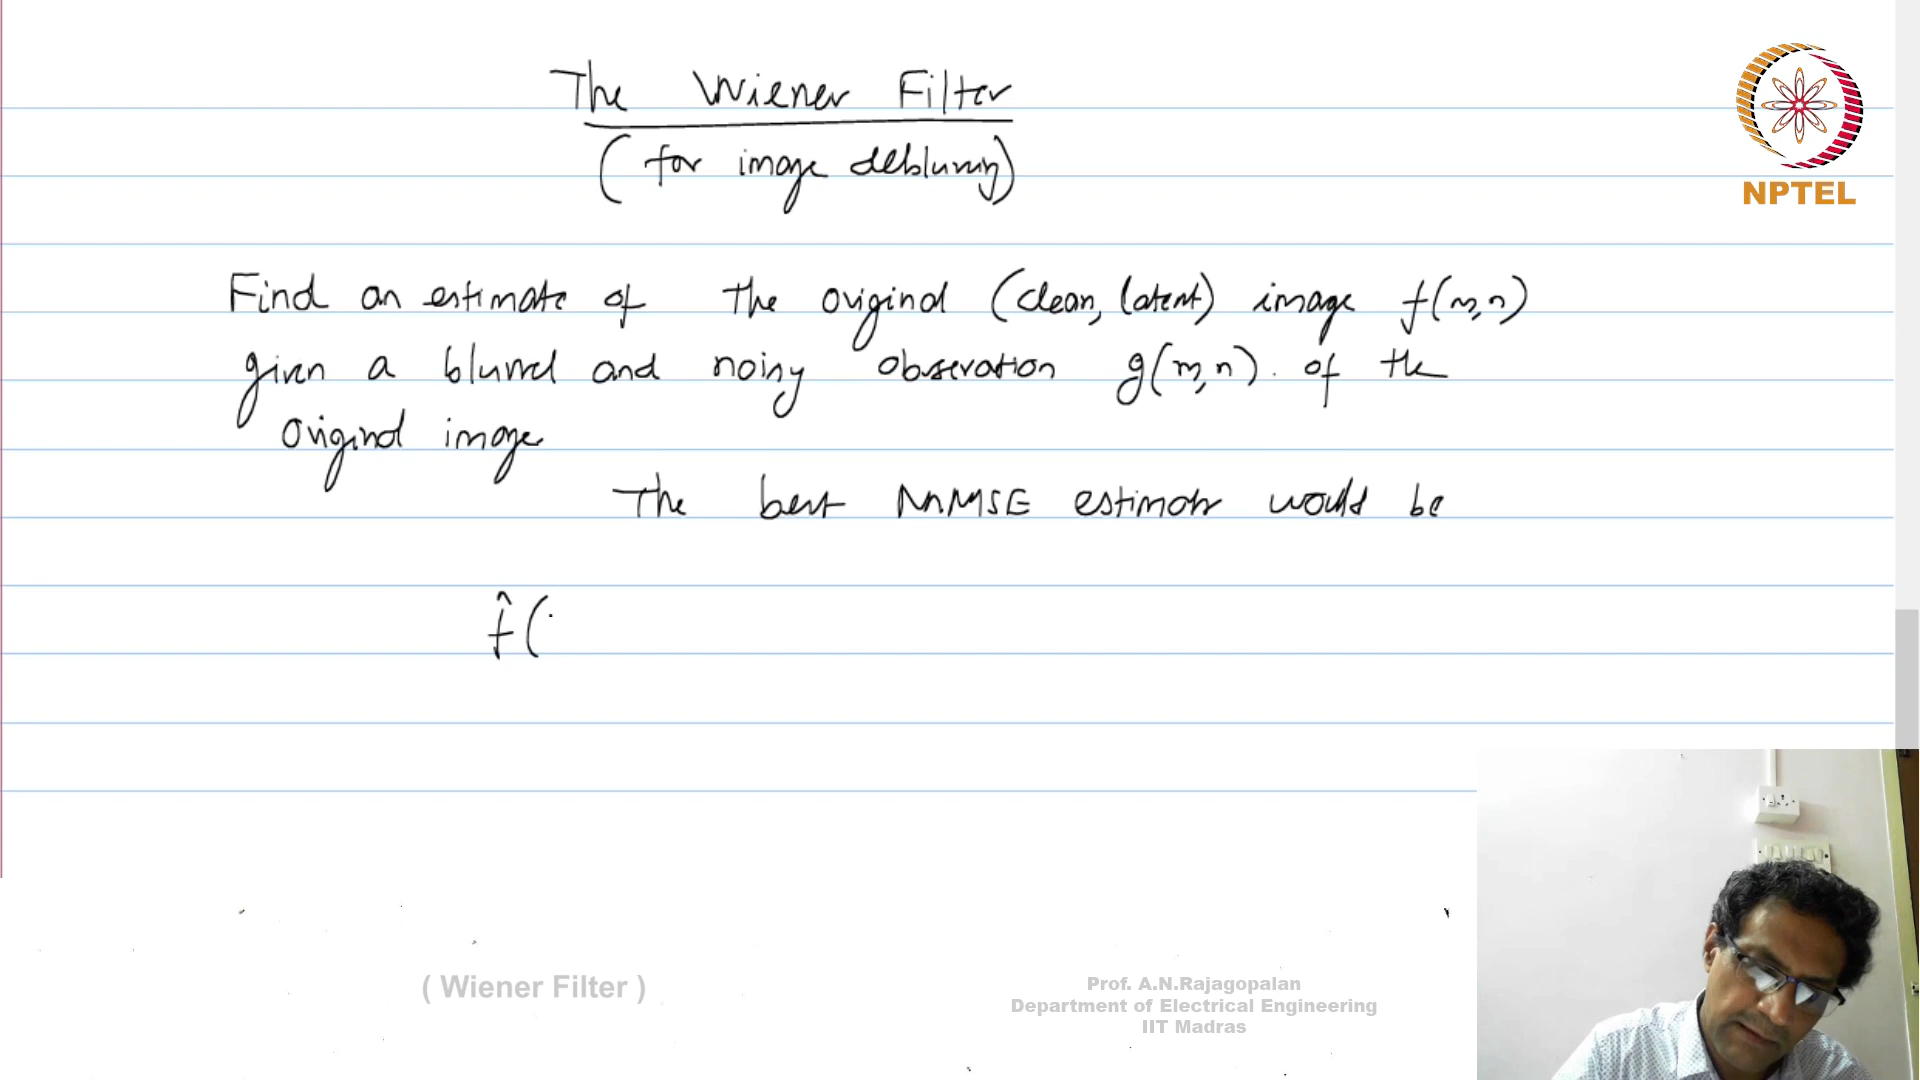 The Wiener Filter
(for image deblurring)
NPTEL
Find an estimate of the original (clean, latent) image f(m,n)
given a blurred and noisy observation g(m,n). of the
original image
The best MMSE estimate would be
f̂(
( Wiener Filter )
Prof. A.N.Rajagopalan
Department of Electrical Engineering
IIT Madras